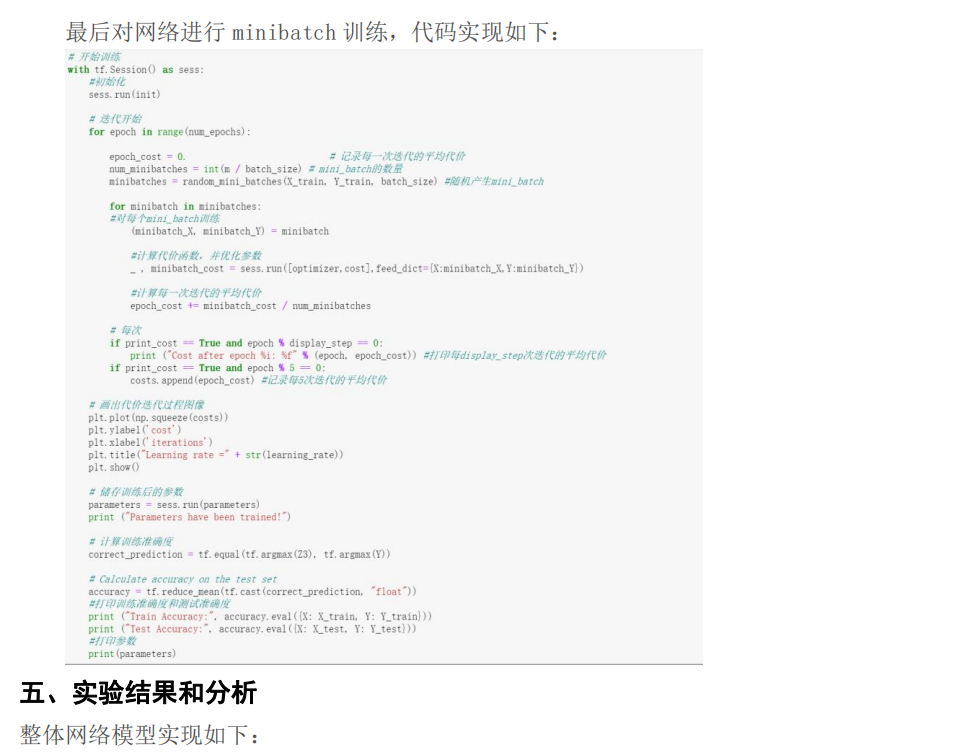 最后对网络进行 minibatch 训练，代码实现如下：
# 开始训练
with tf.Session() as sess:
#初始化
sess.run(init)
# 迭代开始
for epoch in range(num_epochs):
epoch_cost = 0. # 记录每一次迭代的平均代价
num_minibatches = int(m / batch_size) # mini_batch的数量
minibatches = random_mini_batches(X_train, Y_train, batch_size) #随机产生mini_batch
for minibatch in minibatches:
#对每个mini_batch训练
(minibatch_X, minibatch_Y) = minibatch
#计算代价函数，并优化参数
_ , minibatch_cost = sess.run([optimizer,cost],feed_dict={X:minibatch_X,Y:minibatch_Y})
#计算每一次迭代的平均代价
epoch_cost += minibatch_cost / num_minibatches
# 每次
if print_cost == True and epoch % display_step == 0:
print ("Cost after epoch %i: %f" % (epoch, epoch_cost)) #打印每display_step次迭代的平均代价
if print_cost == True and epoch % 5 == 0:
costs.append(epoch_cost) #记录每5次迭代的平均代价
# 画出代价迭代过程图像
plt.plot(np.squeeze(costs))
plt.ylabel('cost')
plt.xlabel('iterations')
plt.title("Learning rate =" + str(learning_rate))
plt.show()
# 储存训练后的参数
parameters = sess.run(parameters)
print ("Parameters have been trained!")
# 计算训练准确度
correct_prediction = tf.equal(tf.argmax(Z3), tf.argmax(Y))
# Calculate accuracy on the test set
accuracy = tf.reduce_mean(tf.cast(correct_prediction, "float"))
#打印训练准确度和测试准确度
print ("Train Accuracy:", accuracy.eval({X: X_train, Y: Y_train}))
print ("Test Accuracy:", accuracy.eval({X: X_test, Y: Y_test}))
#打印参数
print(parameters)
五、实验结果和分析
整体网络模型实现如下：